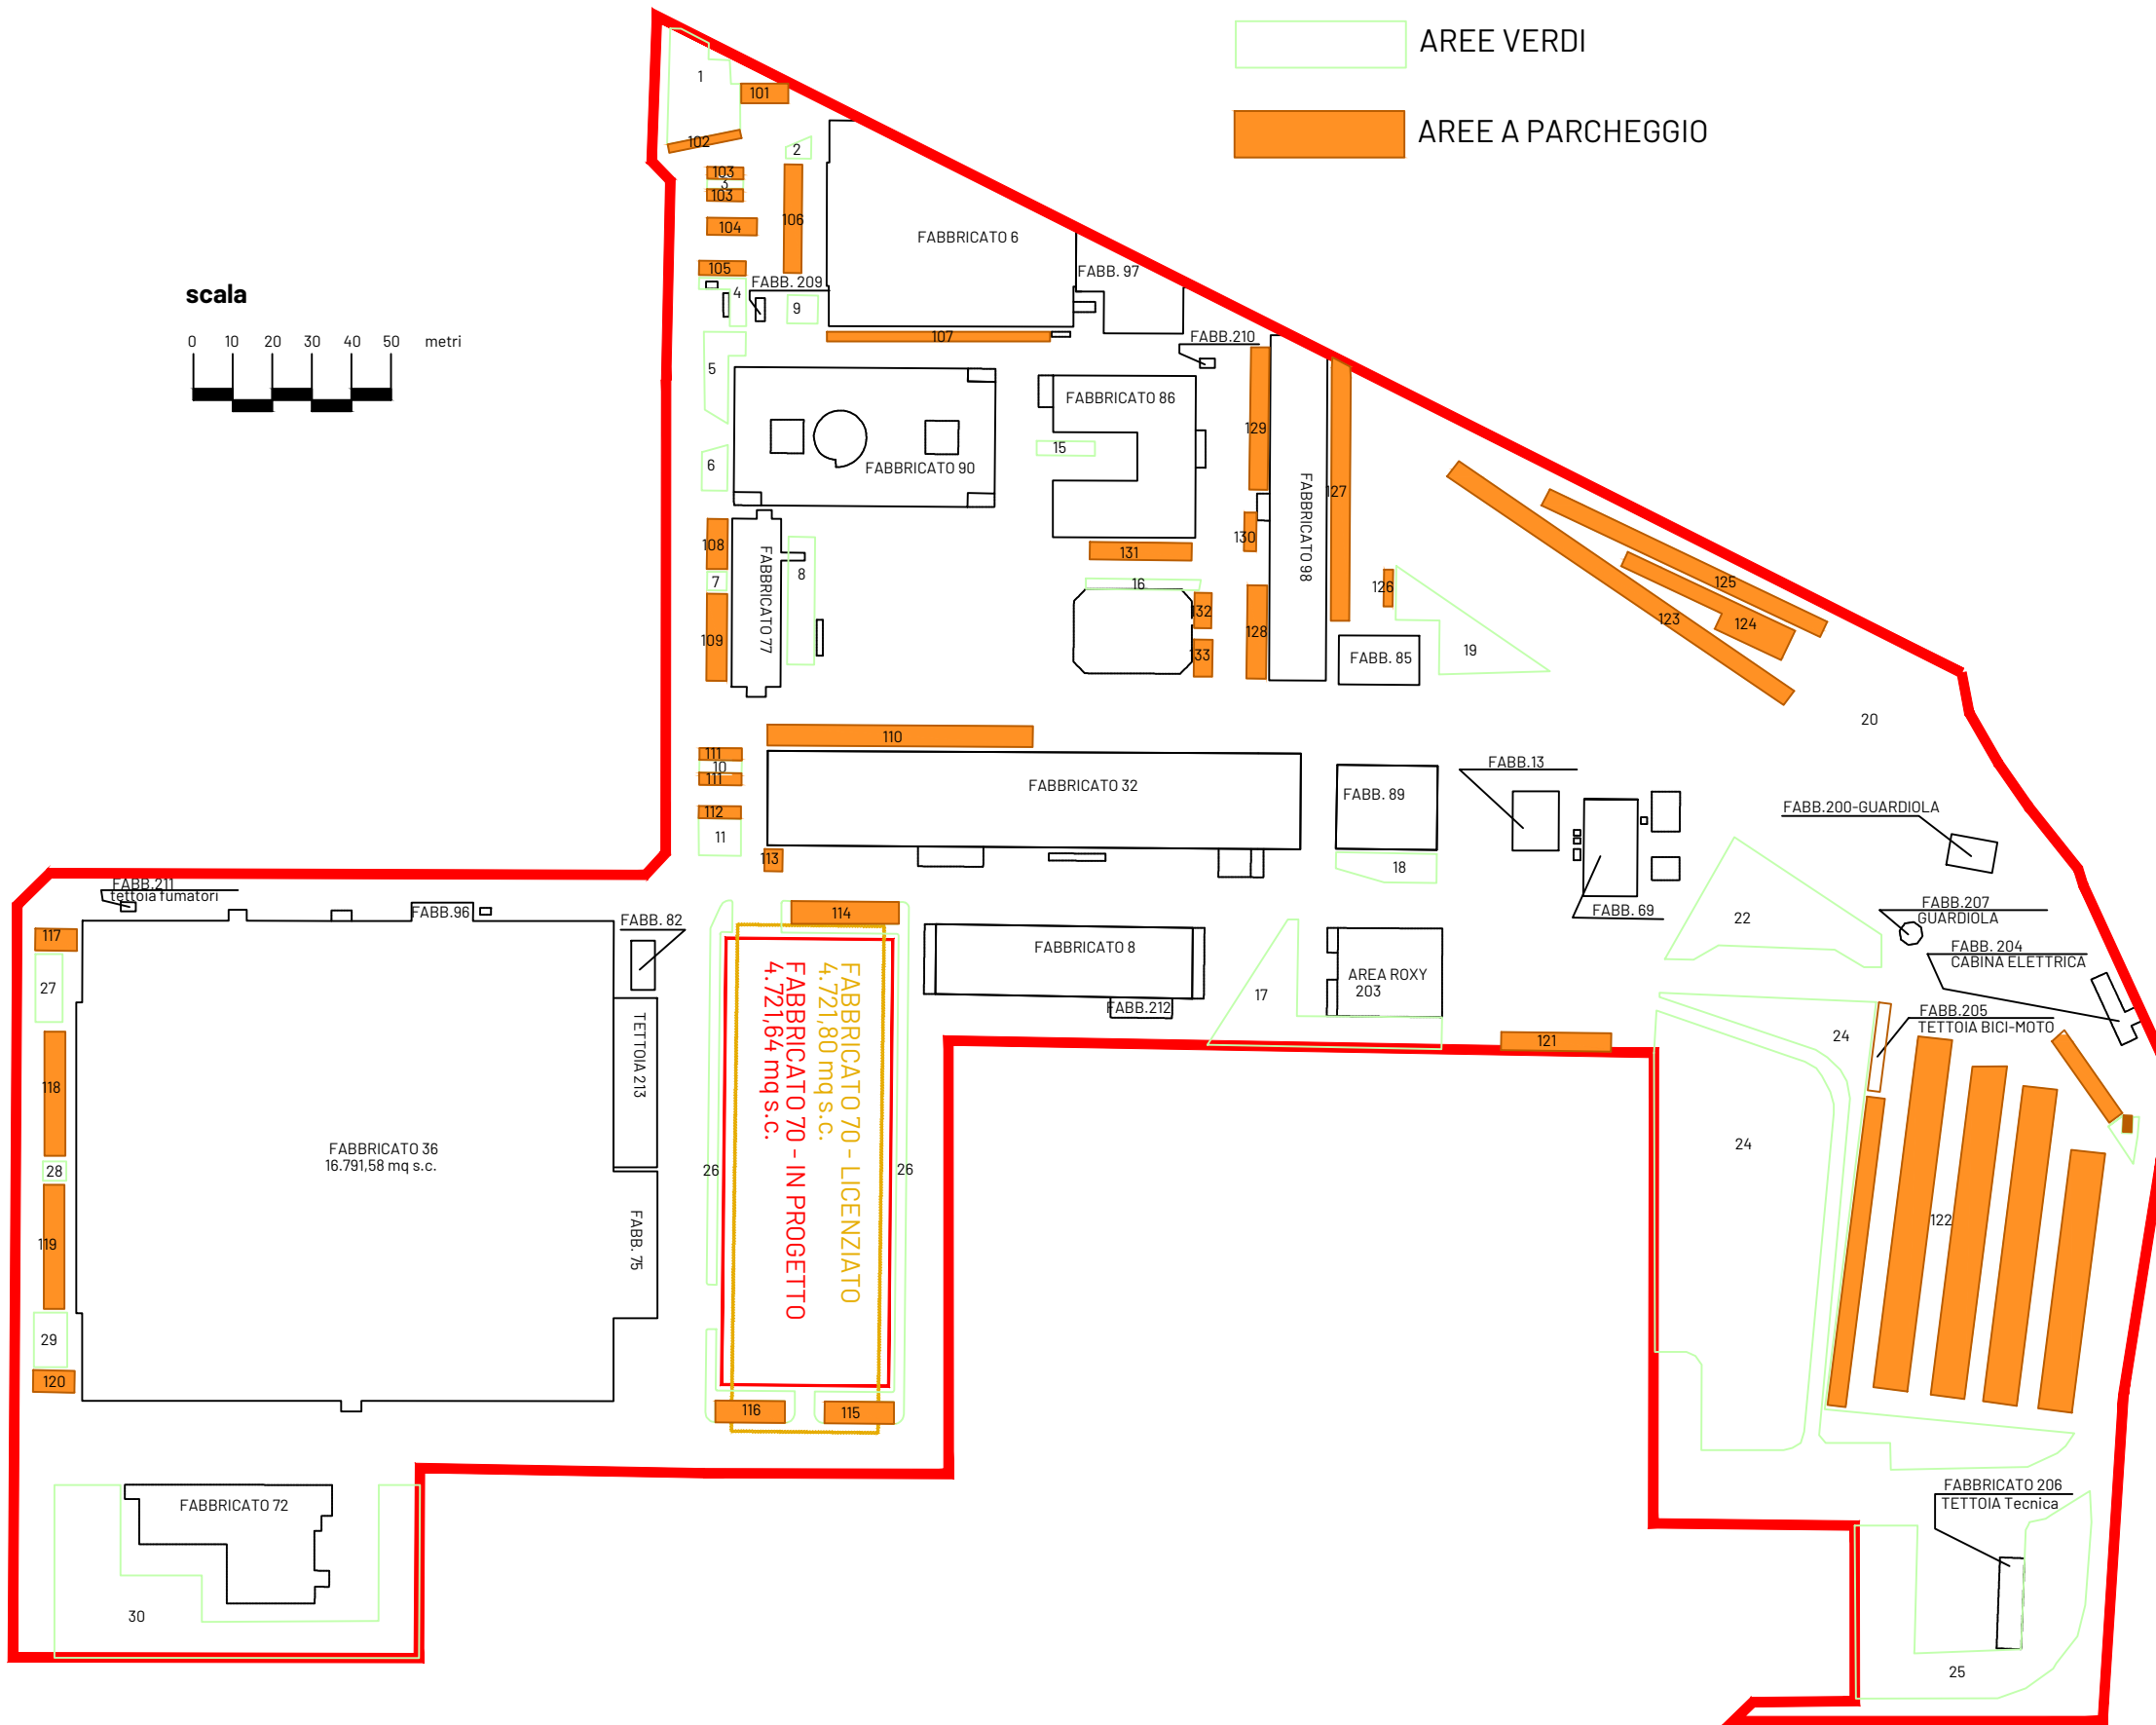 AREE VERDI
AREE A PARCHEGGIO
scala
0 10 20 30 40 50 metri
1
101
102
2
103
3
103
104
106
105
FABBRICATO 6
FABB. 97
FABB. 209
4
9
107
FABB.210
5
FABBRICATO 86
129
15
6
FABBRICATO 90
FABBRICATO 98
127
108
130
131
7
8
FABBRICATO 77
16
126
125
109
132
128
123
124
133
FABB. 85
19
20
110
111
10
111
FABBRICATO 32
FABB. 89
FABB.13
112
11
113
18
FABB.200-GUARDIOLA
FABB.211
tettoia fumatori
FABB.96
FABB. 82
114
FABB. 69
22
FABB.207
GUARDIOLA
117
FABBRICATO 8
FABB. 204
CABINA ELETTRICA
AREA ROXY
203
27
17
FABB.212
FABB.205
TETTOIA BICI-MOTO
24
121
TETTOIA 213
118
FABBRICATO 70 - LICENZIATO
4.721,80 mq s.c.
FABBRICATO 70 - IN PROGETTO
4.721,64 mq s.c.
FABBRICATO 36
16.791,58 mq s.c.
26
26
24
28
122
119
FABB. 75
29
120
116
115
FABBRICATO 72
FABBRICATO 206
TETTOIA Tecnica
30
25